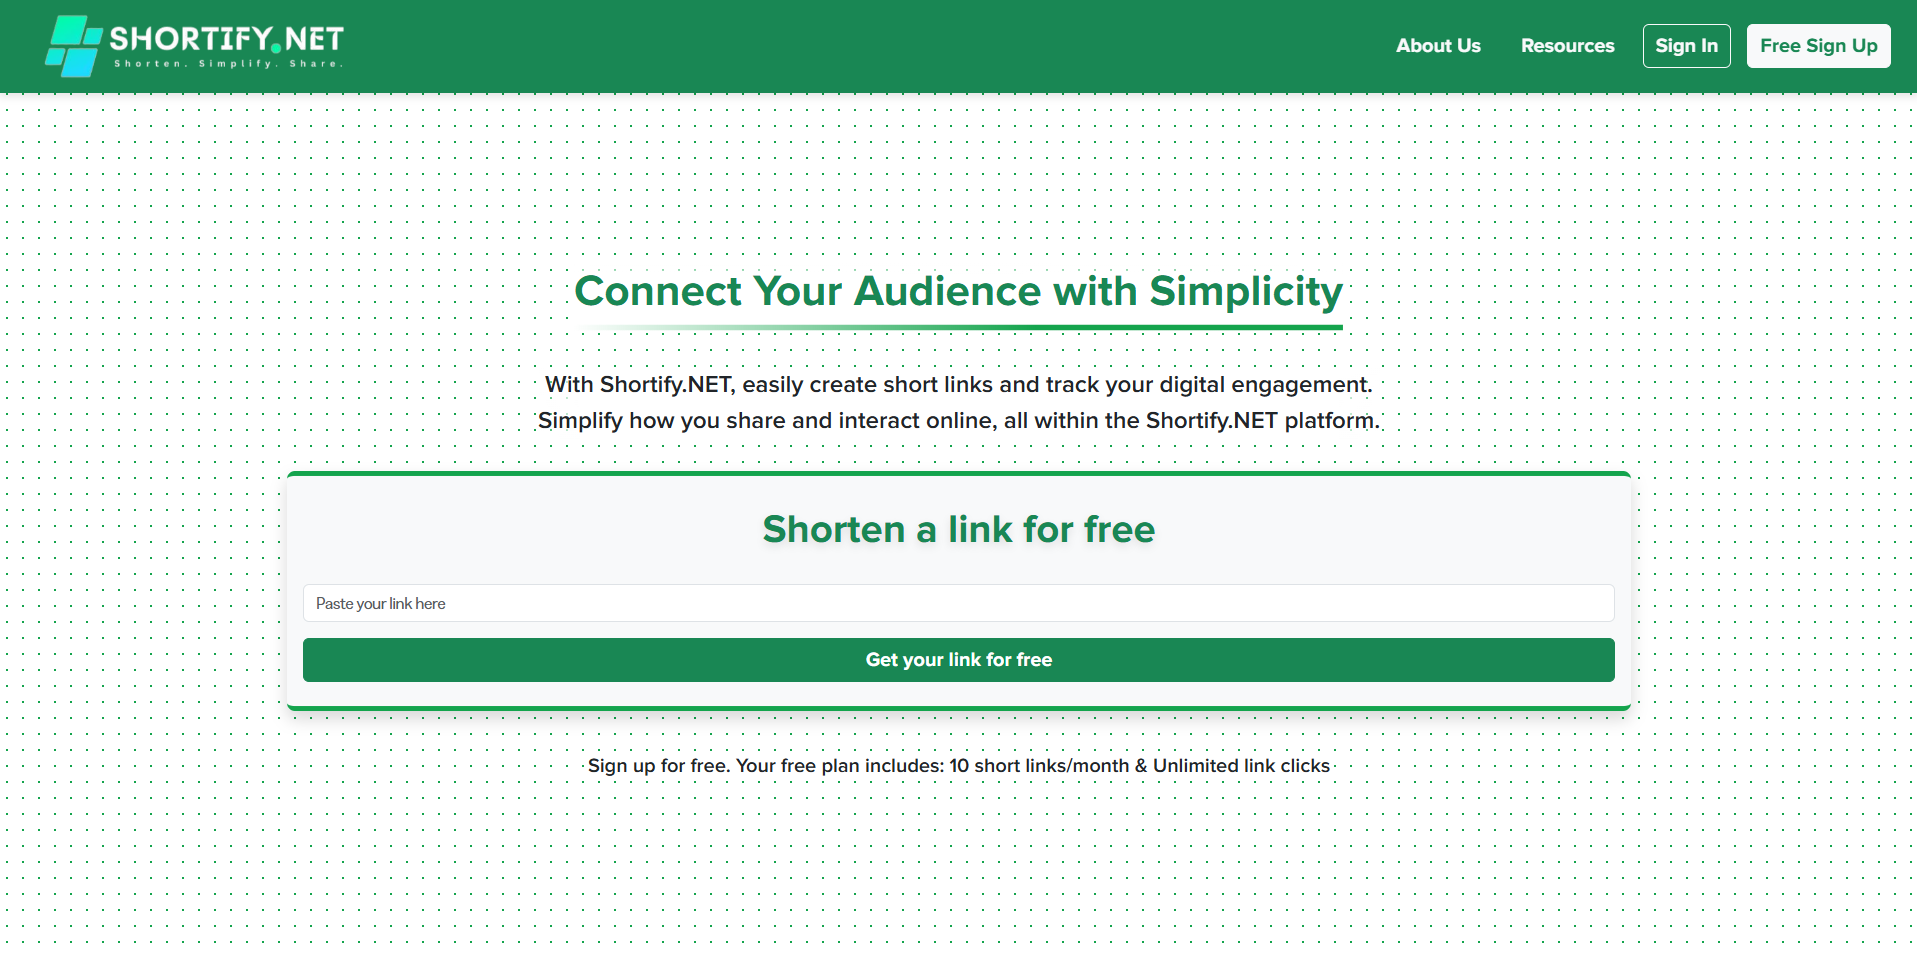 SHORTIFY.NET
Shorten. Simplify. Share.
About Us
Resources
Sign In
Free Sign Up
Connect Your Audience with Simplicity
With Shortify.NET, easily create short links and track your digital engagement.
Simplify how you share and interact online, all within the Shortify.NET platform.
Shorten a link for free
Paste your link here
Get your link for free
Sign up for free. Your free plan includes: 10 short links/month & Unlimited link clicks